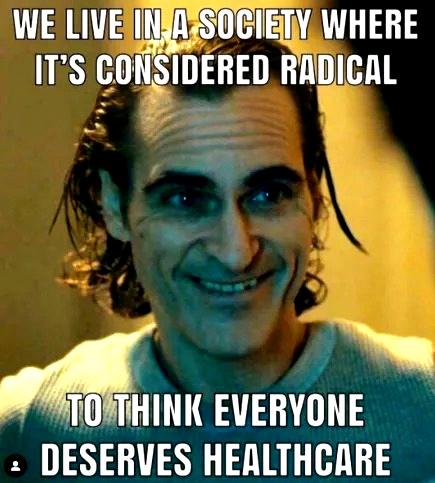 WE LIVE IN A SOCIETY WHERE
IT'S CONSIDERED RADICAL
TO THINK EVERYONE
DESERVES HEALTHCARE